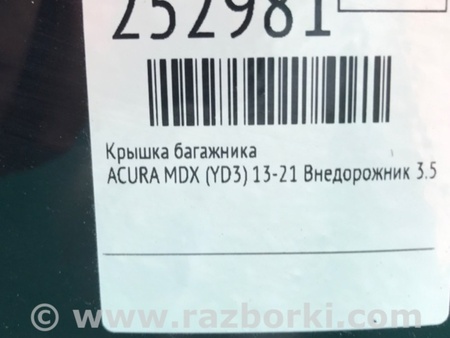 252981
Крышка багажника
ACURA MDX (YD3) 13-21 Внедорожник 3.5
© www.razborki.com